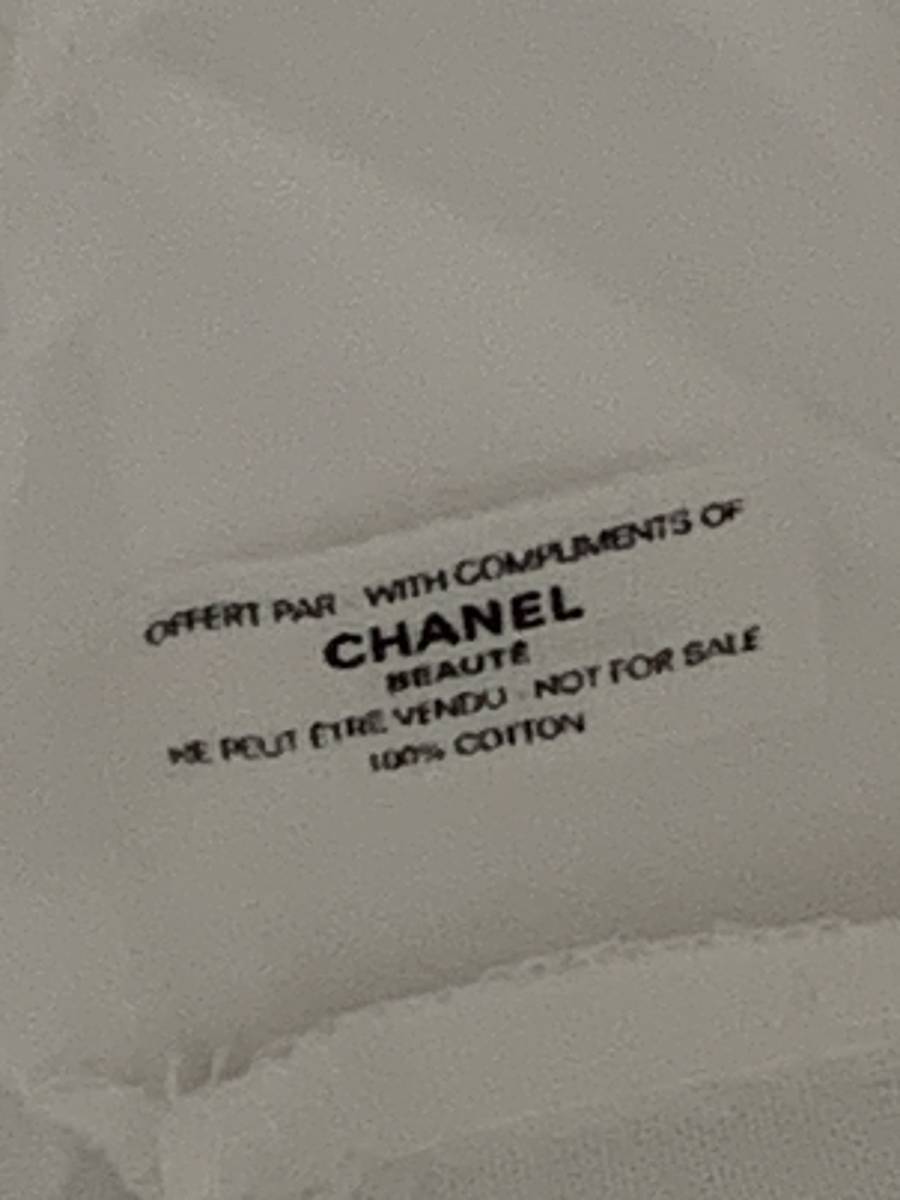 OFFERT PAR · WITH COMPLIMENTS OF
CHANEL
BEAUTÉ
NE PEUT ÊTRE VENDU · NOT FOR SALE
100% COTTON